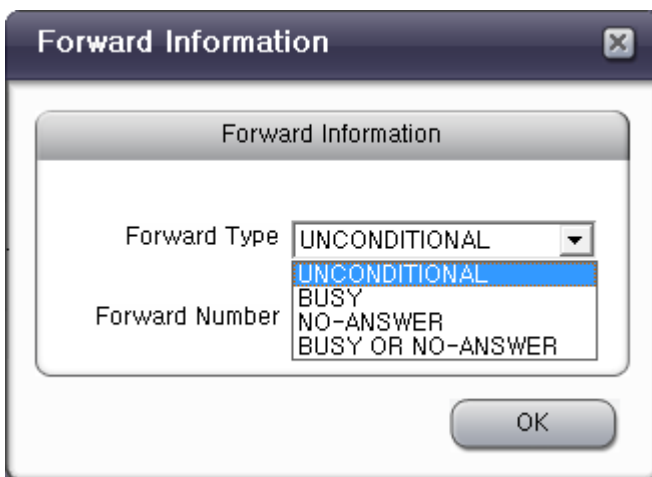 Forward Information
Forward Information
Forward Type UNCONDITIONAL
UNCONDITIONAL
BUSY
Forward Number
NO-ANSWER
BUSY OR NO-ANSWER
OK